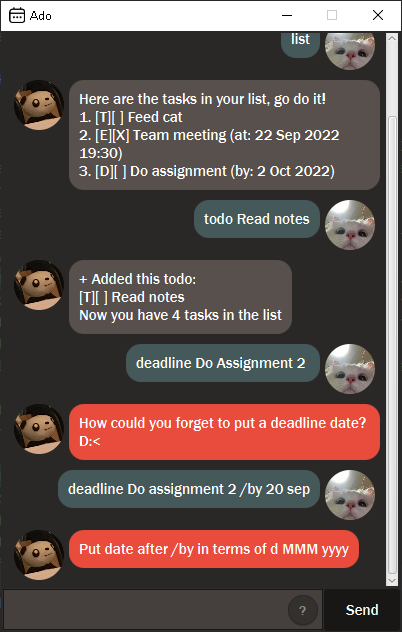 Ado
list
Here are the tasks in your list, go do it!
1. [T][ ] Feed cat
2. [E][X] Team meeting (at: 22 Sep 2022
19:30)
3. [D][ ] Do assignment (by: 2 Oct 2022)
todo Read notes
+ Added this todo:
[T][ ] Read notes
Now you have 4 tasks in the list
deadline Do Assignment 2
How could you forget to put a deadline date?
D:<
deadline Do assignment 2 /by 20 sep
Put date after /by in terms of d MMM yyyy
?
Send